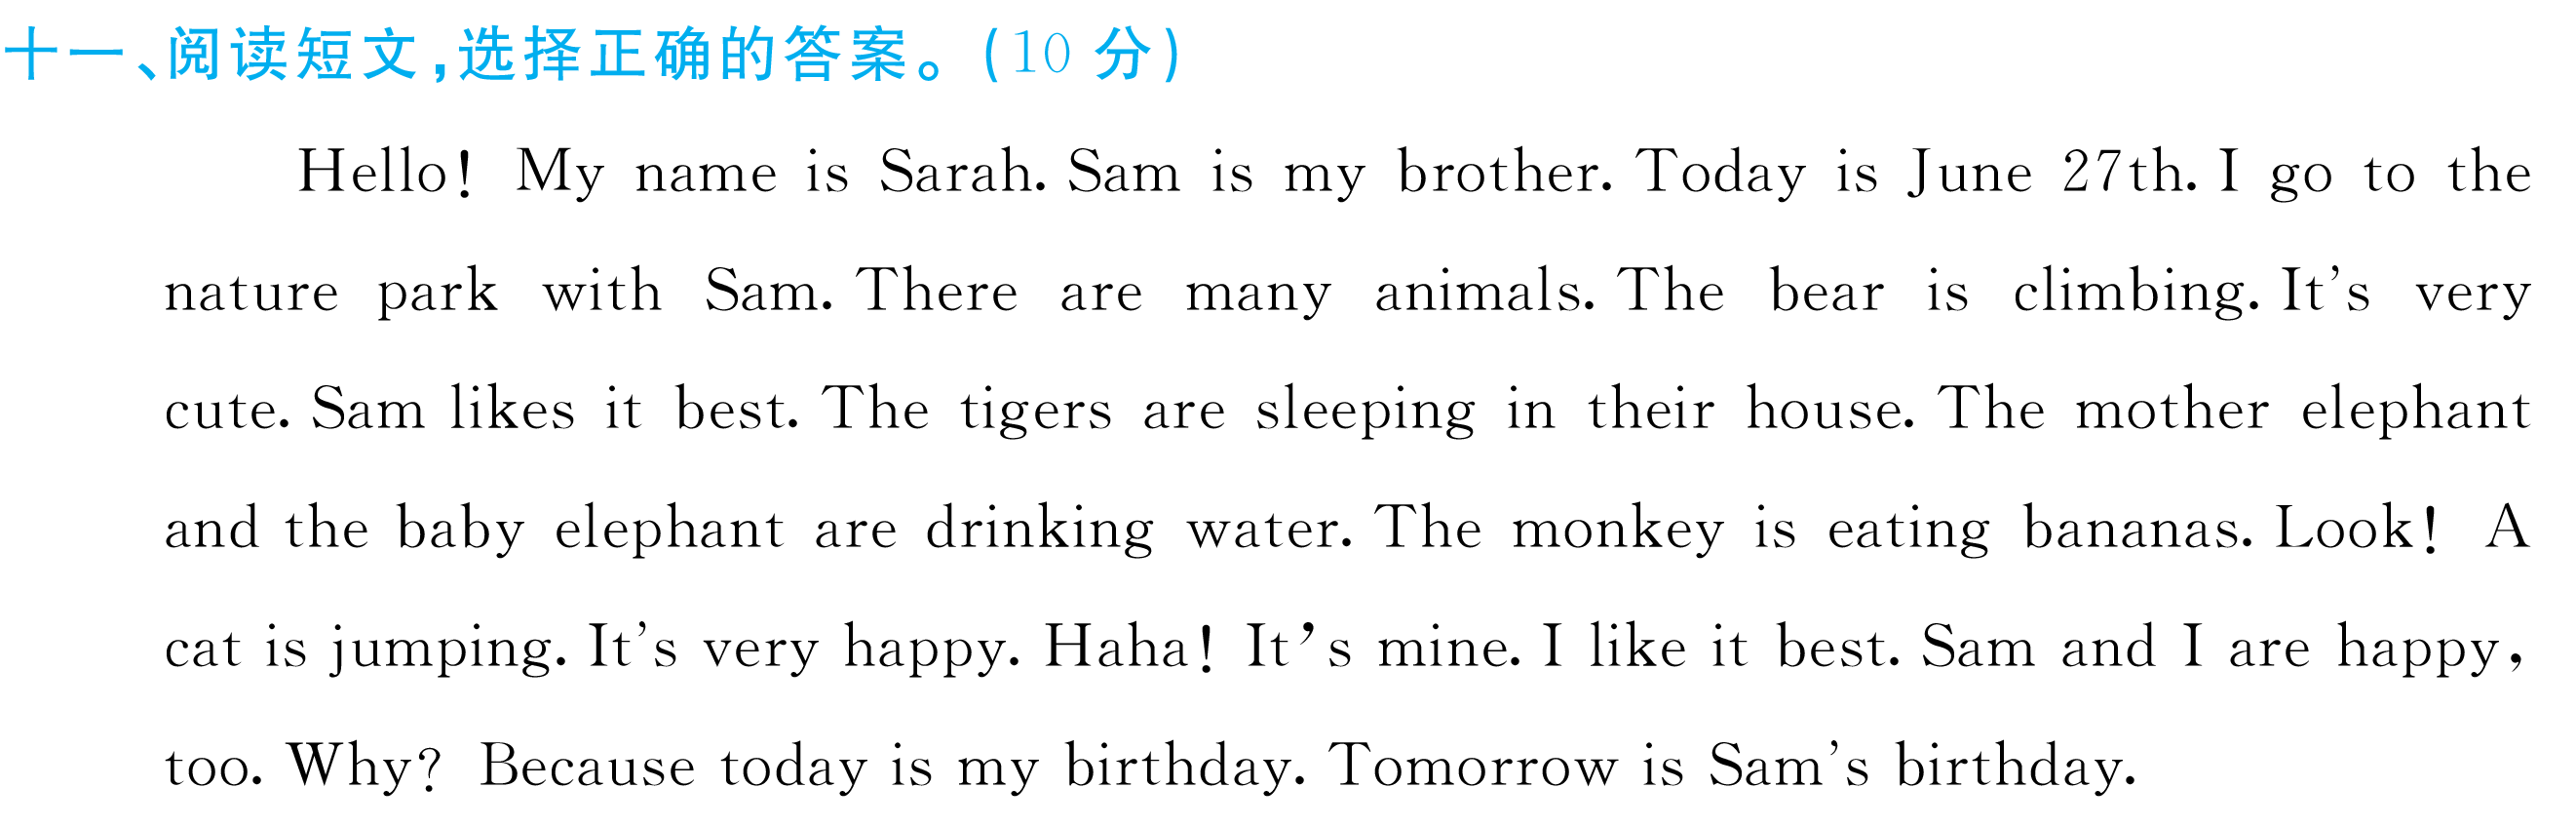 十一、阅读短文,选择正确的答案。(10 分)
Hello! My name is Sarah. Sam is my brother. Today is June 27th. I go to the
nature park with Sam. There are many animals. The bear is climbing. It's very
cute. Sam likes it best. The tigers are sleeping in their house. The mother elephant
and the baby elephant are drinking water. The monkey is eating bananas. Look! A
cat is jumping. It's very happy. Haha! It's mine. I like it best. Sam and I are happy,
too. Why? Because today is my birthday. Tomorrow is Sam's birthday.